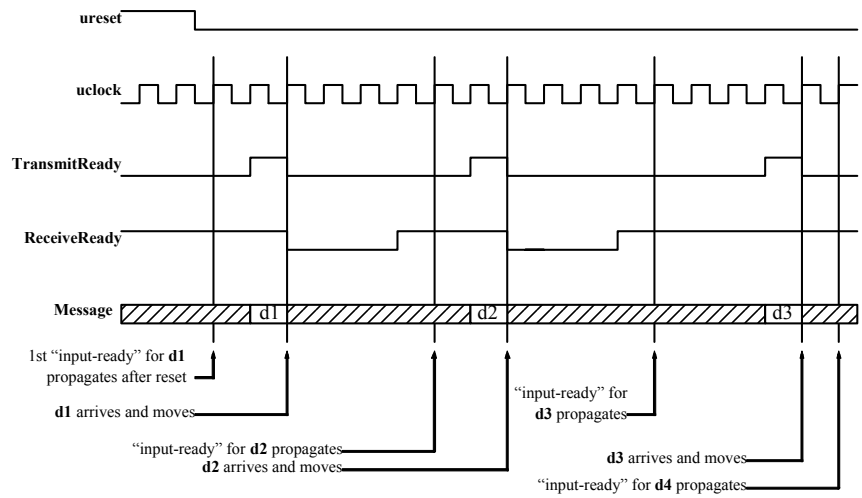 ureset
uclock
TransmitReady
ReceiveReady
Message
d1
d2
d3
1st “input-ready” for d1
propagates after reset
d1 arrives and moves
“input-ready” for d2 propagates
d2 arrives and moves
“input-ready” for
d3 propagates
d3 arrives and moves
“input-ready” for d4 propagates